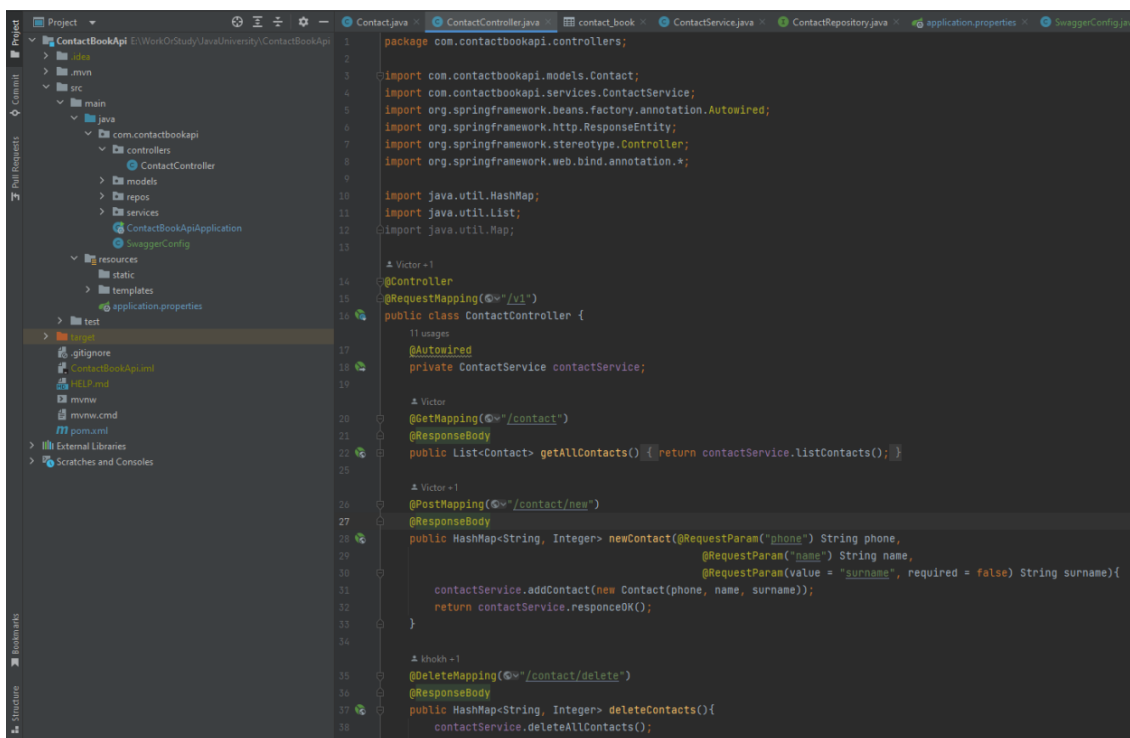 Project
Contact.java
ContactController.java
contact_book
ContactService.java
ContactRepository.java
application.properties
SwaggerConfig.ja
Project
Commit
Pull Requests
Bookmarks
Structure
ContactBookApi E:\WorkOrStudy\JavaUniversity\ContactBookApi
.idea
.mvn
src
main
java
com.contactbookapi
controllers
ContactController
models
repos
services
ContactBookApiApplication
SwaggerConfig
resources
static
templates
application.properties
test
target
.gitignore
ContactBookApi.iml
HELP.md
mvnw
mvnw.cmd
pom.xml
External Libraries
Scratches and Consoles
1 package com.contactbookapi.controllers;
2
3 import com.contactbookapi.models.Contact;
4 import com.contactbookapi.services.ContactService;
5 import org.springframework.beans.factory.annotation.Autowired;
6 import org.springframework.http.ResponseEntity;
7 import org.springframework.stereotype.Controller;
8 import org.springframework.web.bind.annotation.*;
9
10 import java.util.HashMap;
11 import java.util.List;
12 import java.util.Map;
13
Victor +1
14 @Controller
15 @RequestMapping("/v1")
16 public class ContactController {
11 usages
17 @Autowired
18 private ContactService contactService;
19
Victor
20 @GetMapping("/contact")
21 @ResponseBody
22 public List<Contact> getAllContacts() { return contactService.listContacts(); }
25
Victor +1
26 @PostMapping("/contact/new")
27 @ResponseBody
28 public HashMap<String, Integer> newContact(@RequestParam("phone") String phone,
29 @RequestParam("name") String name,
30 @RequestParam(value = "surname", required = false) String surname){
31 contactService.addContact(new Contact(phone, name, surname));
32 return contactService.responceOK();
33 }
34
khokh +1
35 @DeleteMapping("/contact/delete")
36 @ResponseBody
37 public HashMap<String, Integer> deleteContacts(){
38 contactService.deleteAllContacts();